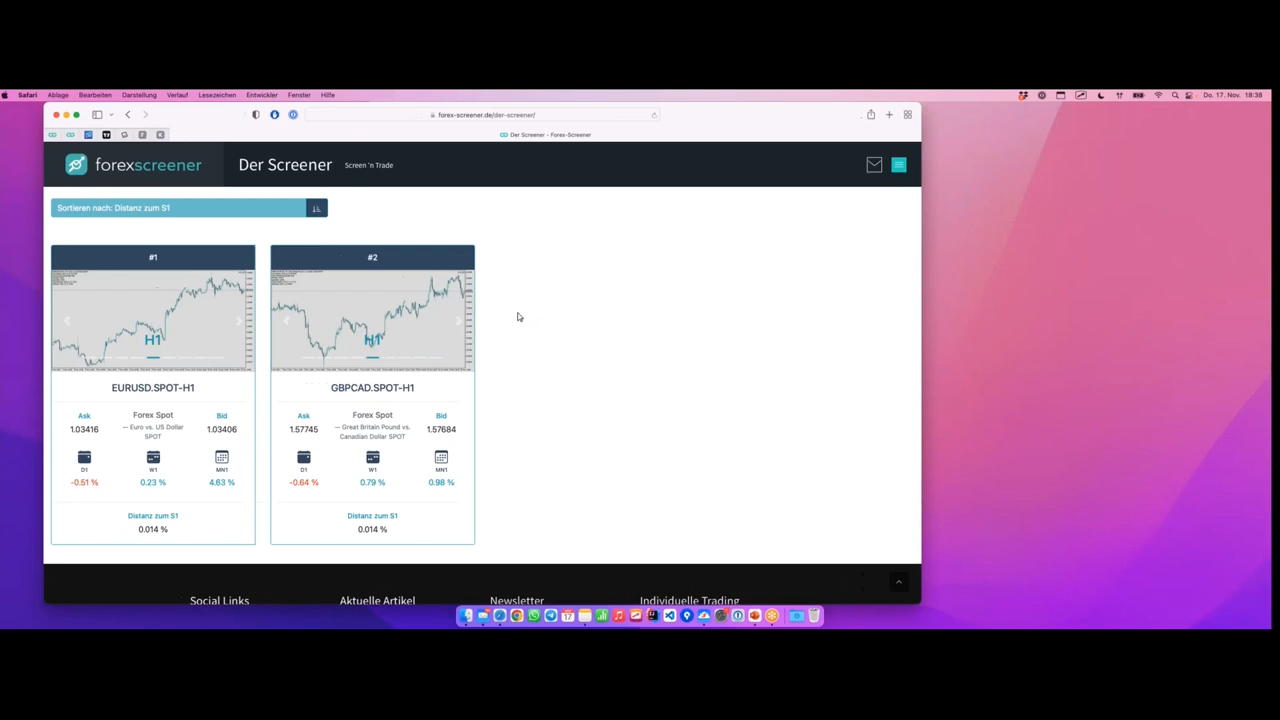 Safari Ablage Bearbeiten Darstellung Verlauf Lesezeichen Entwickler Fenster Hilfe Do. 17. Nov. 18:38
forex-screener.de/der-screener/
Der Screener - Forex-Screener
forexscreener Der Screener Screen 'n Trade
Sortieren nach: Distanz zum S1
#1
H1
EURUSD.SPOT-H1
Ask Forex Spot Bid
1.03416 — Euro vs. US Dollar SPOT 1.03406
D1 W1 MN1
-0.51 % 0.23 % 4.63 %
Distanz zum S1
0.014 %
#2
H1
GBPCAD.SPOT-H1
Ask Forex Spot Bid
1.57745 — Great Britain Pound vs. Canadian Dollar SPOT 1.57684
D1 W1 MN1
-0.64 % 0.79 % 0.98 %
Distanz zum S1
0.014 %
Social Links Aktuelle Artikel Newsletter Individuelle Trading